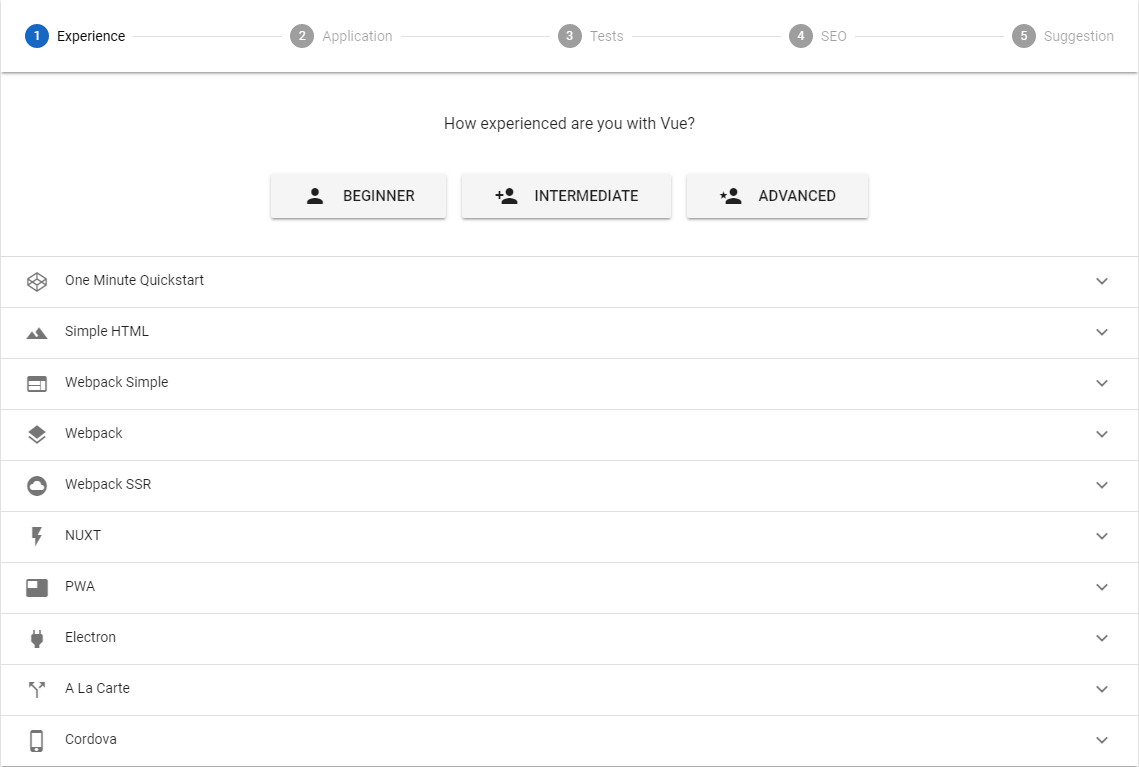 1 Experience 2 Application 3 Tests 4 SEO 5 Suggestion
How experienced are you with Vue?
BEGINNER INTERMEDIATE ADVANCED
One Minute Quickstart
Simple HTML
Webpack Simple
Webpack
Webpack SSR
NUXT
PWA
Electron
A La Carte
Cordova